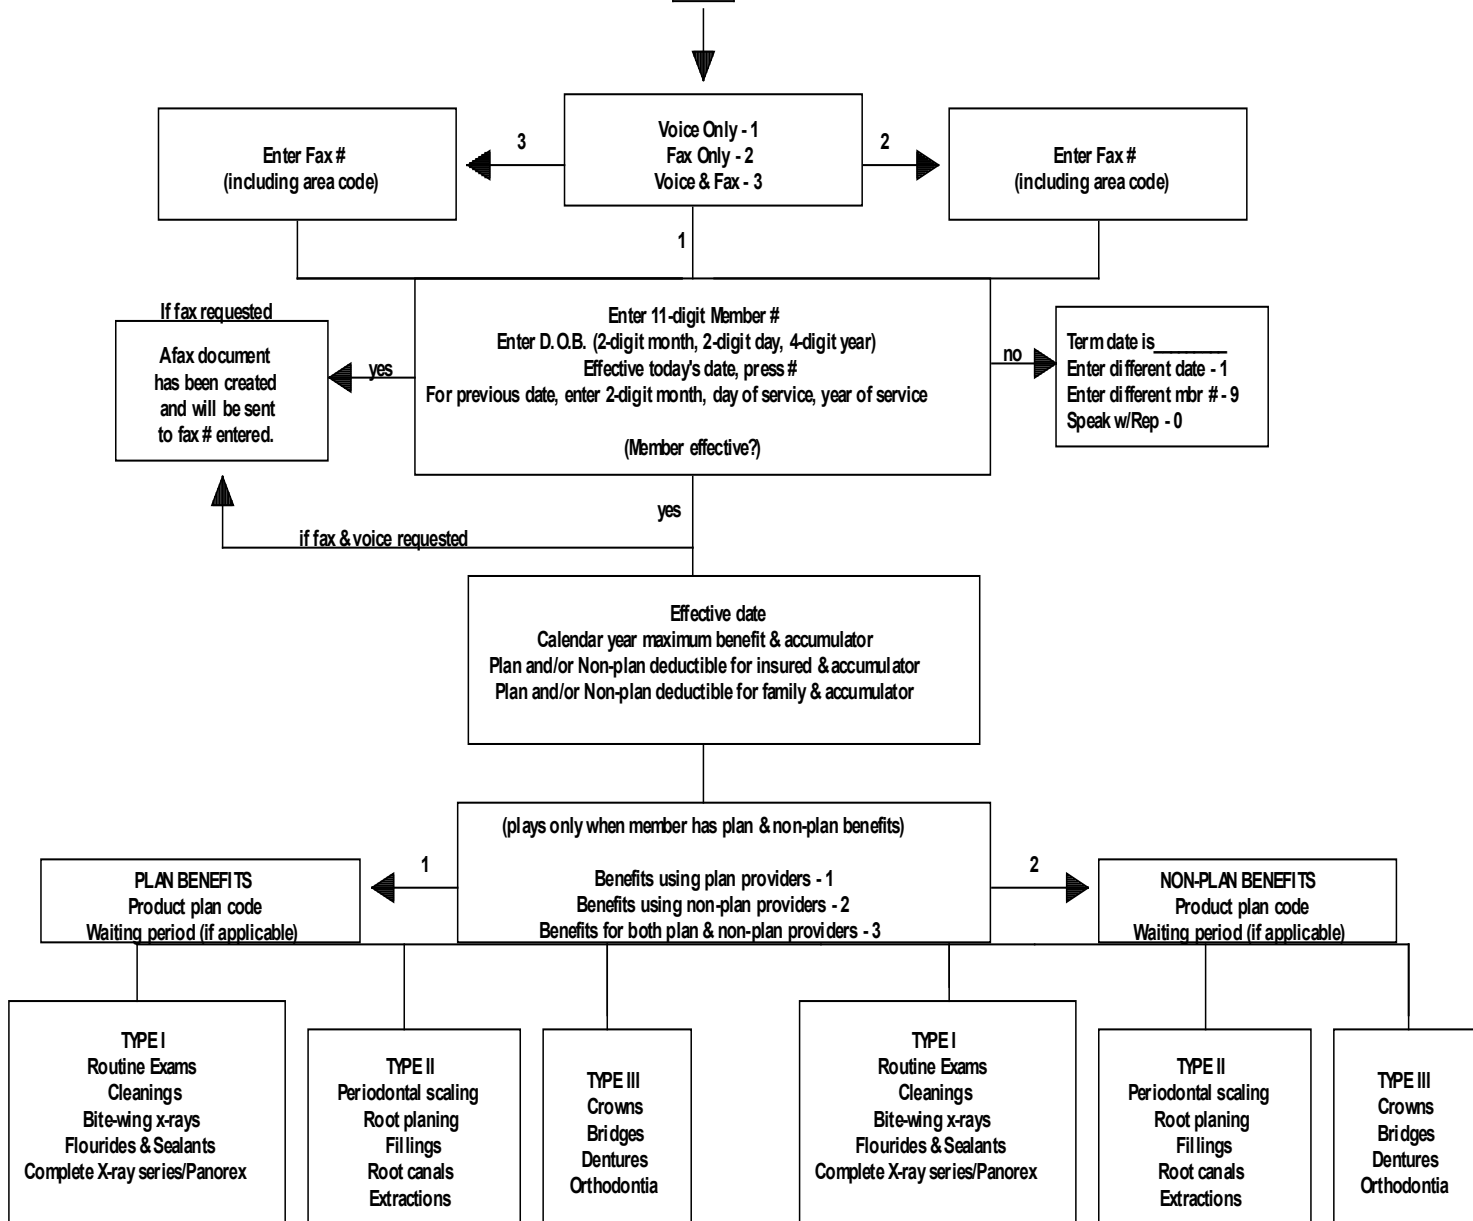 Voice Only - 1
Fax Only - 2
Voice & Fax - 3
3
2
Enter Fax #
(including area code)
Enter Fax #
(including area code)
1
If fax requested
A fax document
has been created
and will be sent
to fax # entered.
yes
Enter 11-digit Member #
Enter D.O.B. (2-digit month, 2-digit day, 4-digit year)
Effective today's date, press #
For previous date, enter 2-digit month, day of service, year of service
(Member effective?)
no
Term date is_________
Enter different date - 1
Enter different mbr # - 9
Speak w/Rep - 0
yes
if fax & voice requested
Effective date
Calendar year maximum benefit & accumulator
Plan and/or Non-plan deductible for insured & accumulator
Plan and/or Non-plan deductible for family & accumulator
(plays only when member has plan & non-plan benefits)
Benefits using plan providers - 1
Benefits using non-plan providers - 2
Benefits for both plan & non-plan providers - 3
1
2
PLAN BENEFITS
Product plan code
Waiting period (if applicable)
NON-PLAN BENEFITS
Product plan code
Waiting period (if applicable)
TYPE I
Routine Exams
Cleanings
Bite-wing x-rays
Flourides & Sealants
Complete X-ray series/Panorex
TYPE II
Periodontal scaling
Root planing
Fillings
Root canals
Extractions
TYPE III
Crowns
Bridges
Dentures
Orthodontia
TYPE I
Routine Exams
Cleanings
Bite-wing x-rays
Flourides & Sealants
Complete X-ray series/Panorex
TYPE II
Periodontal scaling
Root planing
Fillings
Root canals
Extractions
TYPE III
Crowns
Bridges
Dentures
Orthodontia